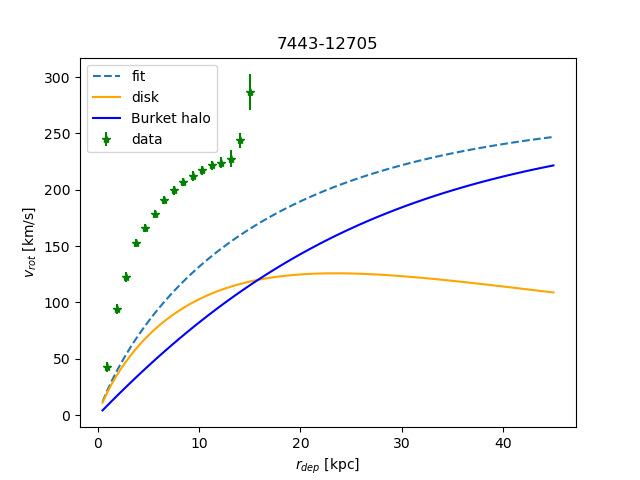 7443-12705
fit
disk
Burket halo
data
300
250
200
150
100
50
0
v_rot [km/s]
0 10 20 30 40
r_dep [kpc]